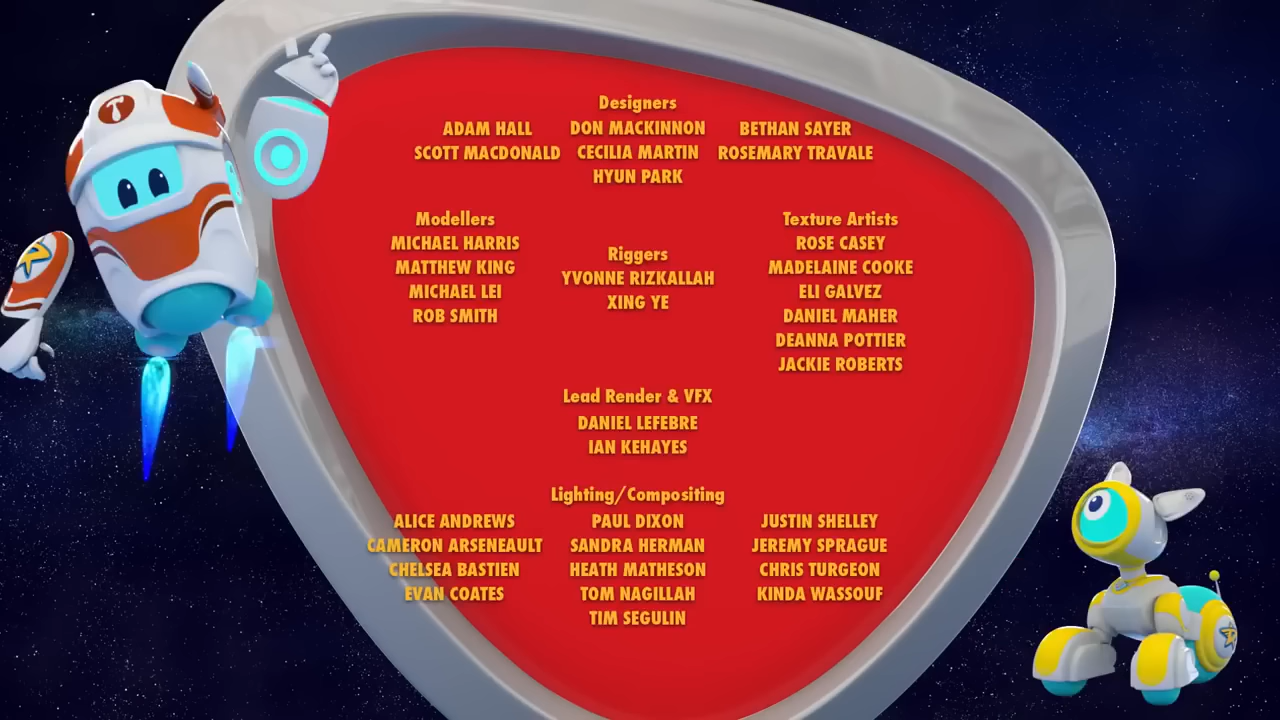 Designers
ADAM HALL DON MACKINNON BETHAN SAYER
SCOTT MACDONALD CECILIA MARTIN ROSEMARY TRAVALE
HYUN PARK
Modellers
MICHAEL HARRIS
MATTHEW KING
MICHAEL LEI
ROB SMITH
Riggers
YVONNE RIZKALLAH
XING YE
Texture Artists
ROSE CASEY
MADELAINE COOKE
ELI GALVEZ
DANIEL MAHER
DEANNA POTTIER
JACKIE ROBERTS
Lead Render & VFX
DANIEL LEFEBRE
IAN KEHAYES
Lighting/Compositing
ALICE ANDREWS PAUL DIXON JUSTIN SHELLEY
CAMERON ARSENEAULT SANDRA HERMAN JEREMY SPRAGUE
CHELSEA BASTIEN HEATH MATHESON CHRIS TURGEON
EVAN COATES TOM NAGILLAH KINDA WASSOUF
TIM SEGULIN